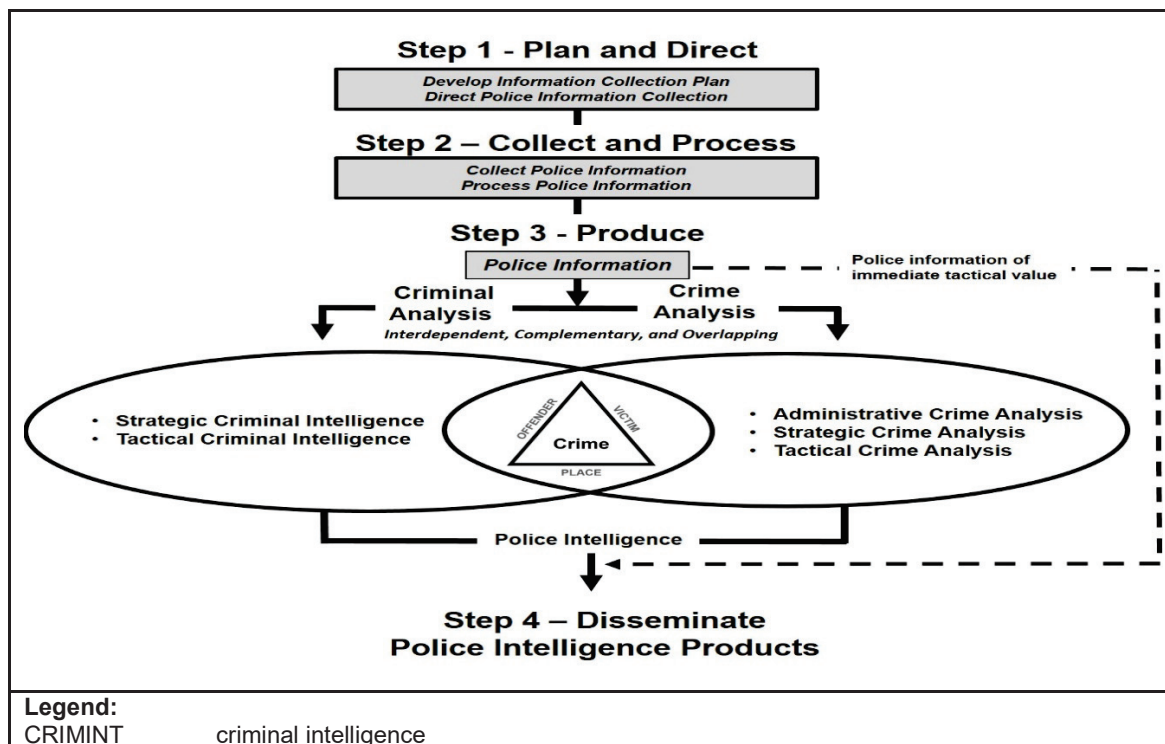 Step 1 - Plan and Direct
Develop Information Collection Plan
Direct Police Information Collection
Step 2 – Collect and Process
Collect Police Information
Process Police Information
Step 3 - Produce
Police Information
Police information of
immediate tactical value
Criminal
Analysis
Crime
Analysis
Interdependent, Complementary, and Overlapping
• Strategic Criminal Intelligence
• Tactical Criminal Intelligence
OFFENDER
VICTIM
Crime
PLACE
• Administrative Crime Analysis
• Strategic Crime Analysis
• Tactical Crime Analysis
Police Intelligence
Step 4 – Disseminate
Police Intelligence Products
Legend:
CRIMINT criminal intelligence